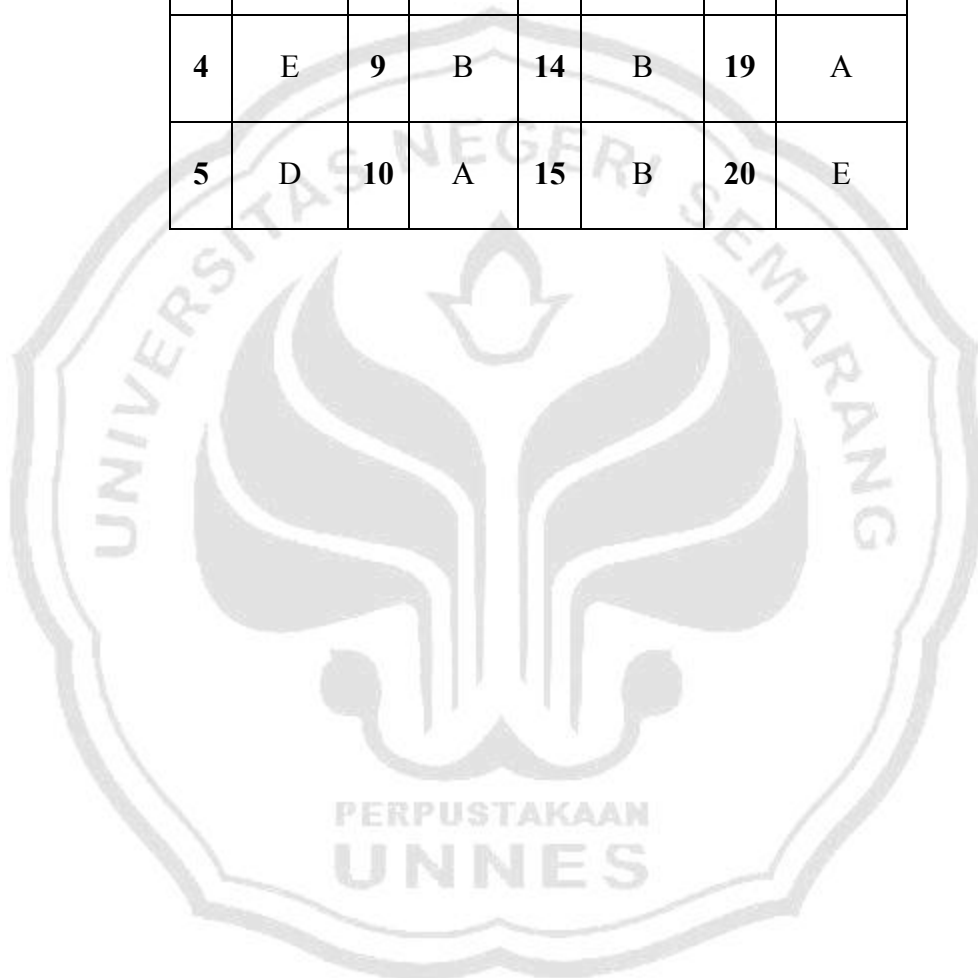 4 E 9 B 14 B 19 A
5 D 10 A 15 B 20 E
UNIVERSITAS NEGERI SEMARANG
PERPUSTAKAAN
UNNES